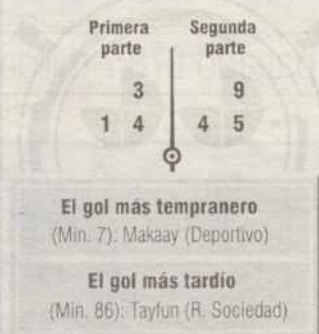 Primera Segunda
parte parte
3 9
1 4 4 5
El gol más tempranero
(Min. 7): Makaay (Deportivo)
El gol más tardío
(Min. 86): Tayfun (R. Sociedad)